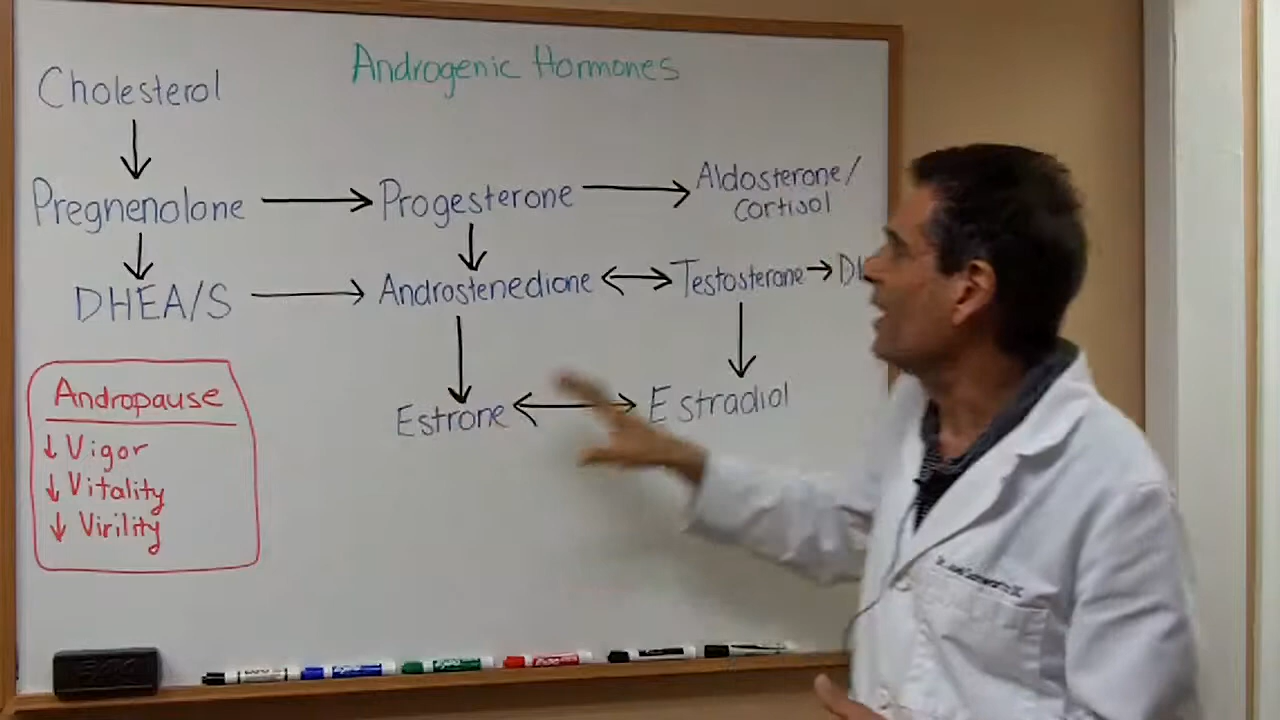 Androgenic Hormones
Cholesterol
Pregnenolone → Progesterone → Aldosterone/
cortisol
DHEA/S → Androstenedione ↔ Testosterone →
Estrone ↔ Estradiol
Andropause
↓ Vigor
↓ Vitality
↓ Virility